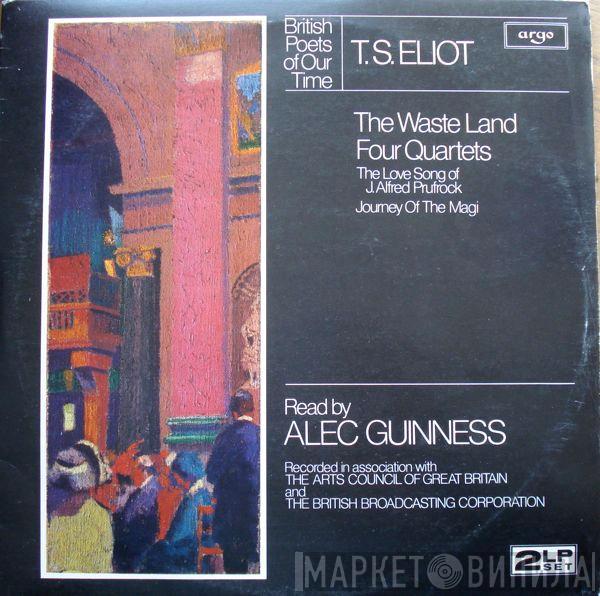 British
Poets
of Our
Time
T. S. ELIOT
argo
The Waste Land
Four Quartets
The Love Song of
J. Alfred Prufrock
Journey Of The Magi
Read by
ALEC GUINNESS
Recorded in association with
THE ARTS COUNCIL OF GREAT BRITAIN
and
THE BRITISH BROADCASTING CORPORATION
2 LP
SET
МАРКЕТ ВИНИЛА